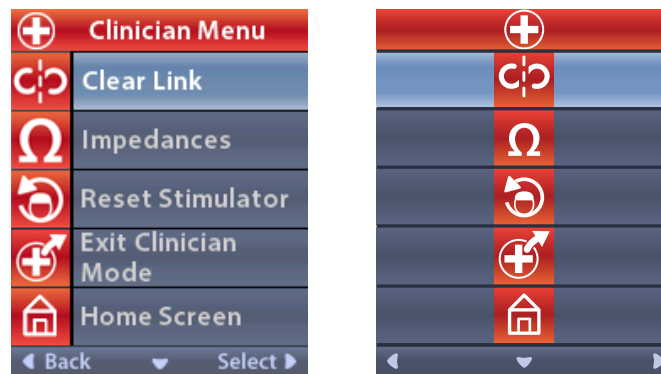 Clinician Menu
Clear Link
Impedances
Reset Stimulator
Exit Clinician
Mode
Home Screen
Back Select